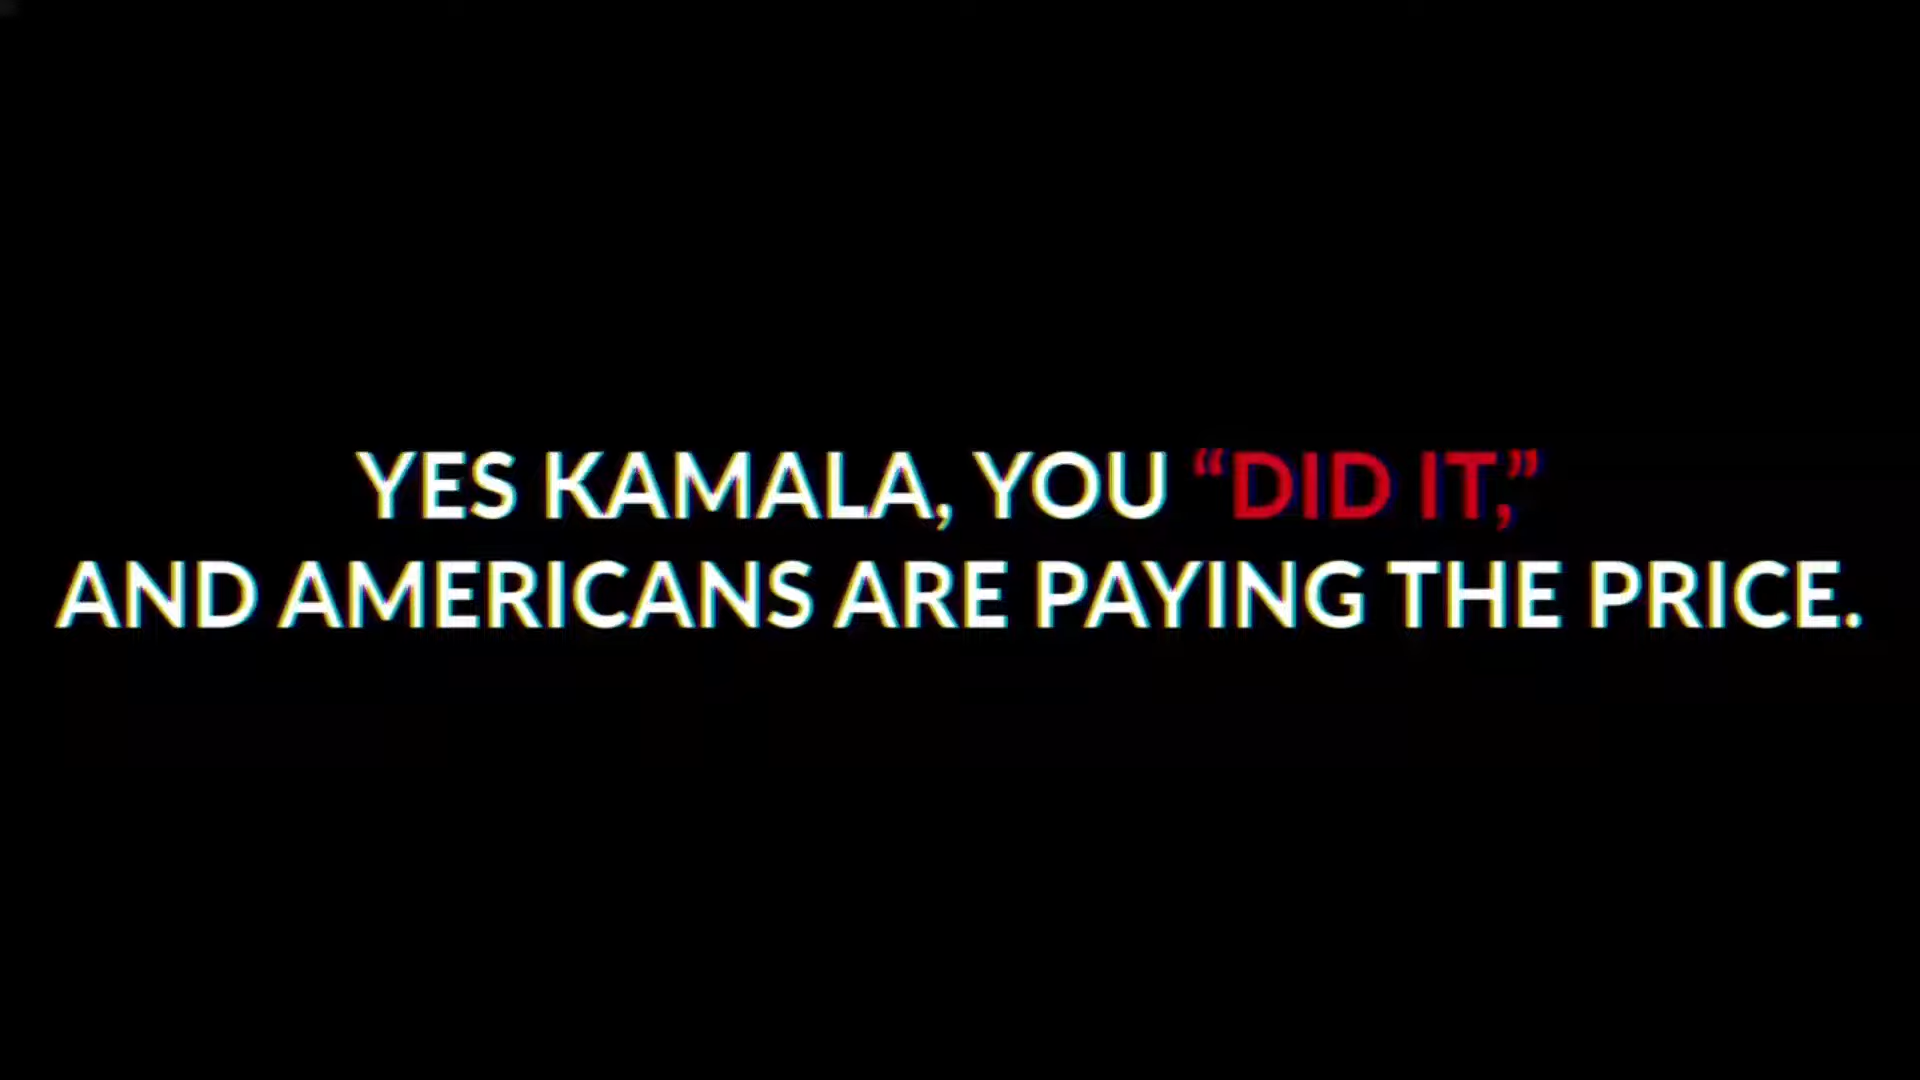 YES KAMALA, YOU “DID IT,”
AND AMERICANS ARE PAYING THE PRICE.